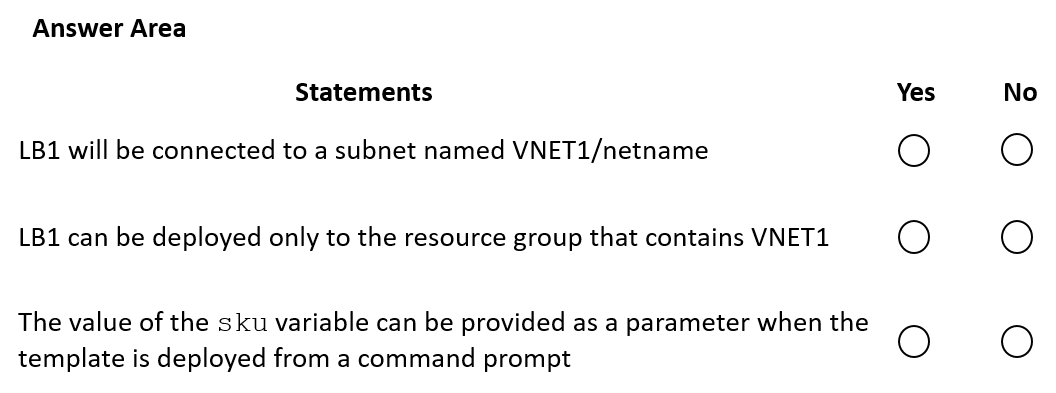 Answer Area
Statements Yes No
LB1 will be connected to a subnet named VNET1/netname
LB1 can be deployed only to the resource group that contains VNET1
The value of the sku variable can be provided as a parameter when the
template is deployed from a command prompt